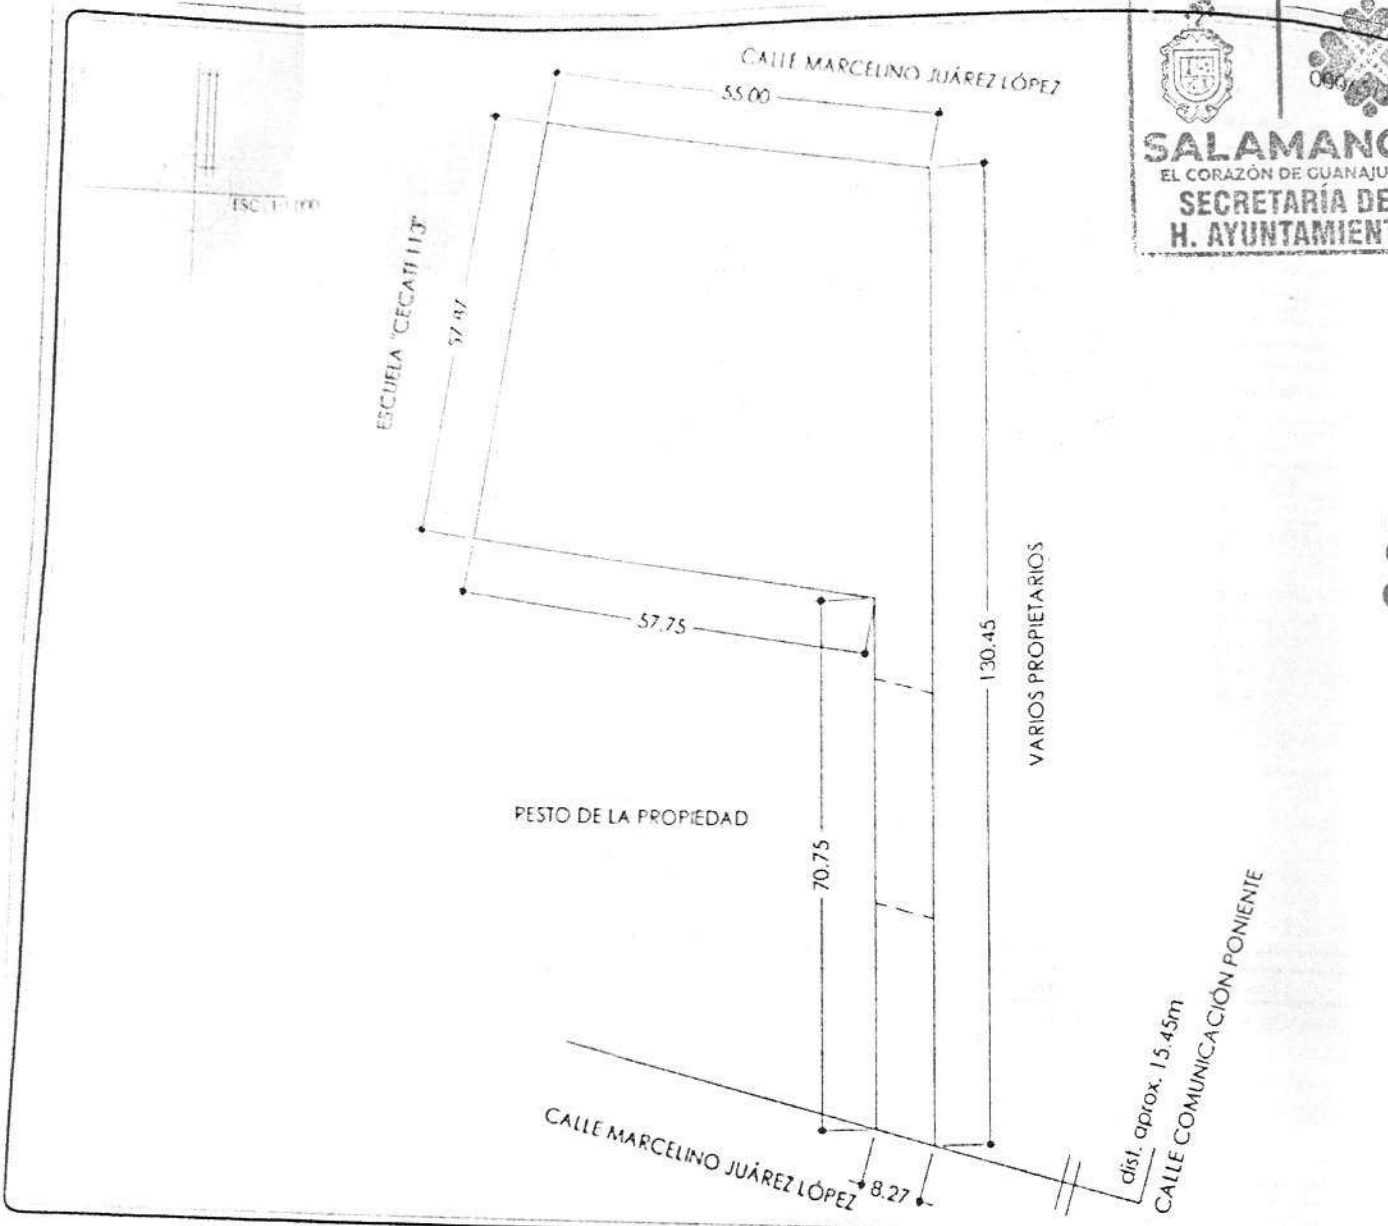 CALLE MARCELINO JUÁREZ LÓPEZ
55.00
SALAMANC
EL CORAZÓN DE GUANAJU
SECRETARÍA DE
H. AYUNTAMIENT
ESCUELA "CECATI 113"
57.75
130.45
VARIOS PROPIETARIOS
RESTO DE LA PROPIEDAD
70.75
dist. aprox. 15.45m
CALLE COMUNICACIÓN PONIENTE
CALLE MARCELINO JUÁREZ LÓPEZ
8.27